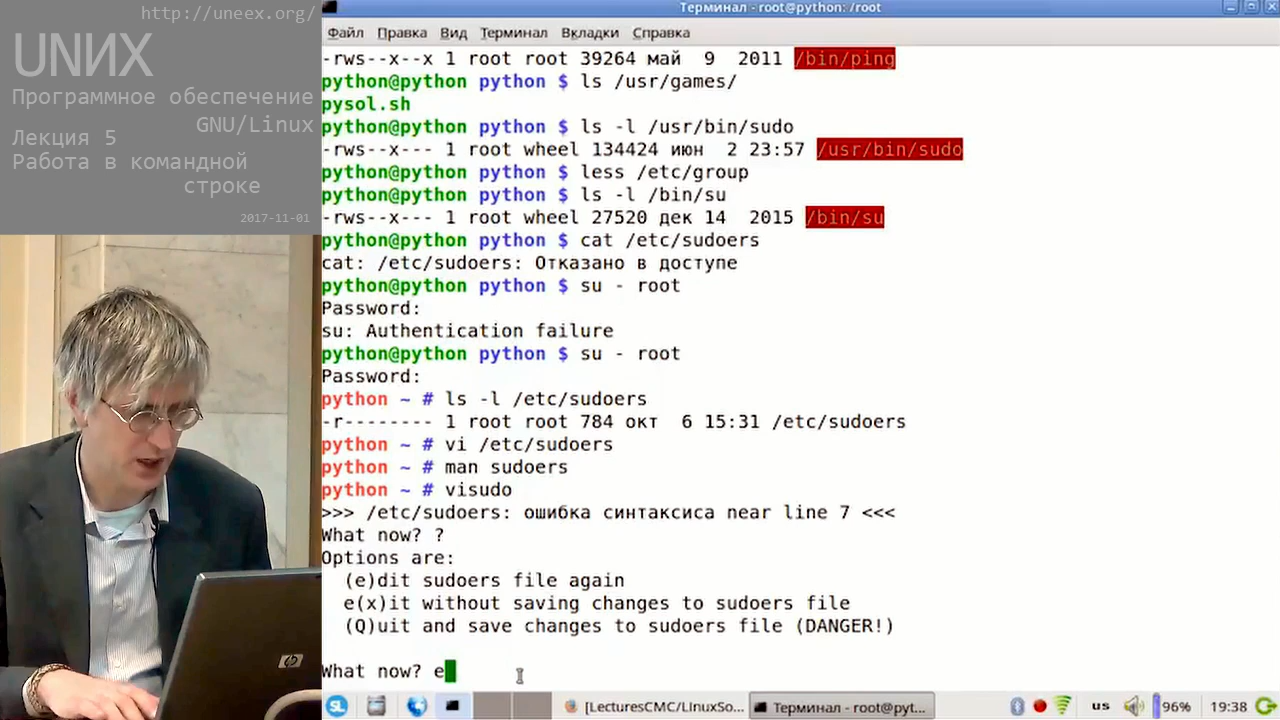 http://uneex.org/
UNИX
Программное обеспечение
GNU/Linux
Лекция 5
Работа в командной
строке
2017-11-01
Терминал - root@python: /root
Файл Правка Вид Терминал Вкладки Справка
-rws--x--x 1 root root 39264 май 9 2011 /bin/ping
python@python python $ ls /usr/games/
pysol.sh
python@python python $ ls -l /usr/bin/sudo
-rws--x--- 1 root wheel 134424 июн 2 23:57 /usr/bin/sudo
python@python python $ less /etc/group
python@python python $ ls -l /bin/su
-rws--x--- 1 root wheel 27520 дек 14 2015 /bin/su
python@python python $ cat /etc/sudoers
cat: /etc/sudoers: Отказано в доступе
python@python python $ su - root
Password:
su: Authentication failure
python@python python $ su - root
Password:
python ~ # ls -l /etc/sudoers
-r-------- 1 root root 784 окт 6 15:31 /etc/sudoers
python ~ # vi /etc/sudoers
python ~ # man sudoers
python ~ # visudo
>>> /etc/sudoers: ошибка синтаксиса near line 7 <<<
What now? ?
Options are:
(e)dit sudoers file again
e(x)it without saving changes to sudoers file
(Q)uit and save changes to sudoers file (DANGER!)
What now? e
SL
[LecturesCMC/LinuxSo...
Терминал - root@pyt...
us
96%
19:38
hp